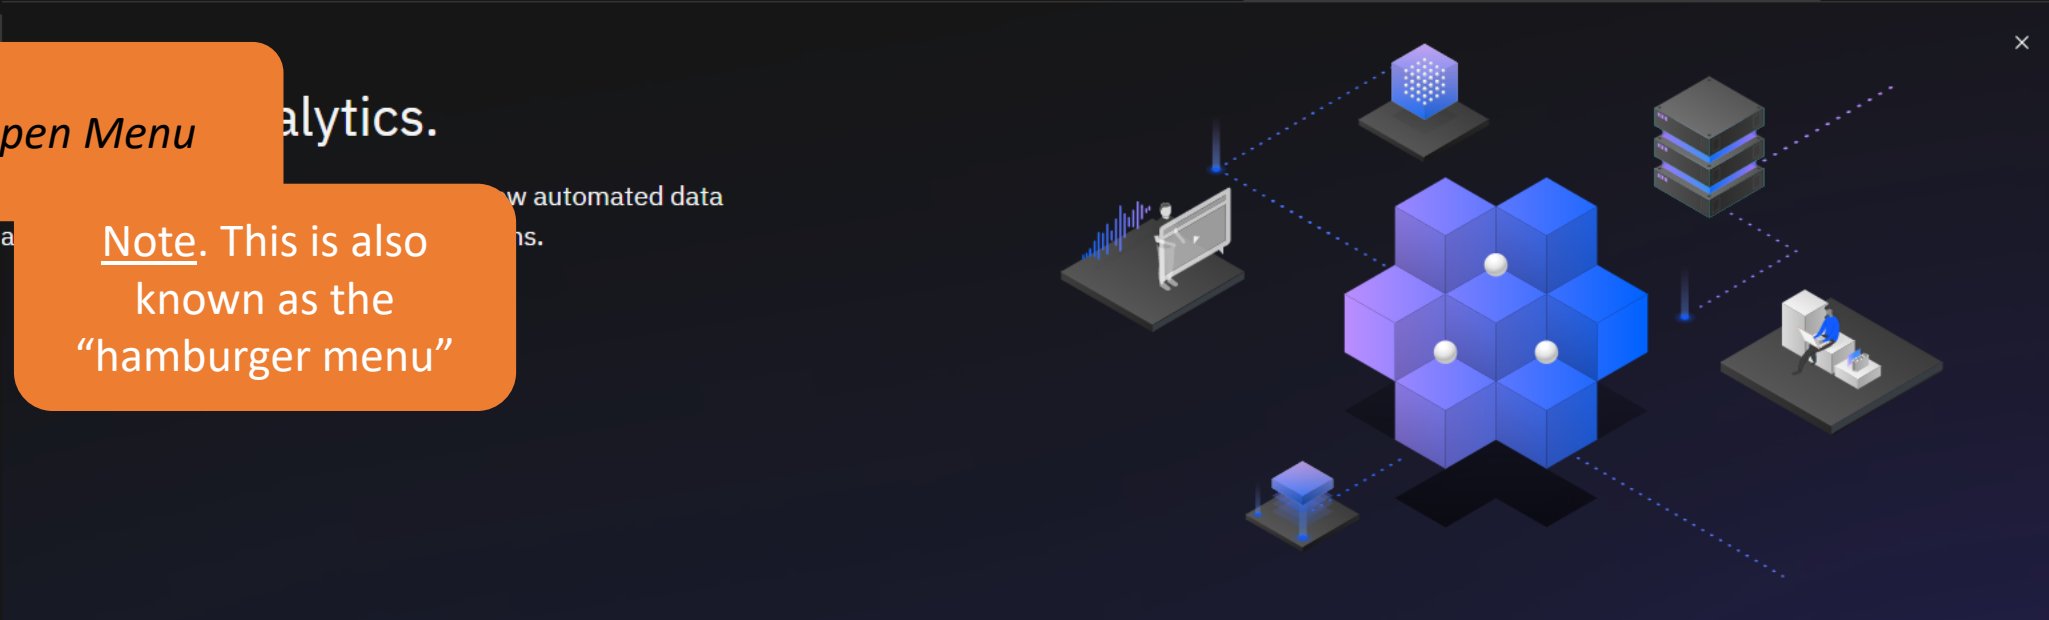 pen Menu
alytics.
w automated data
a
ns.
Note. This is also
known as the
“hamburger menu”